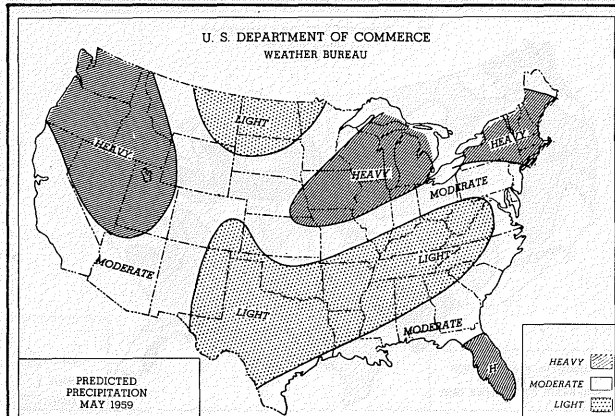 U. S. DEPARTMENT OF COMMERCE
WEATHER BUREAU
LIGHT
HEAVY
HEAVY
HEAVY
MODERATE
MODERATE
LIGHT
LIGHT
MODERATE
H
PREDICTED
PRECIPITATION
MAY 1959
HEAVY
MODERATE
LIGHT